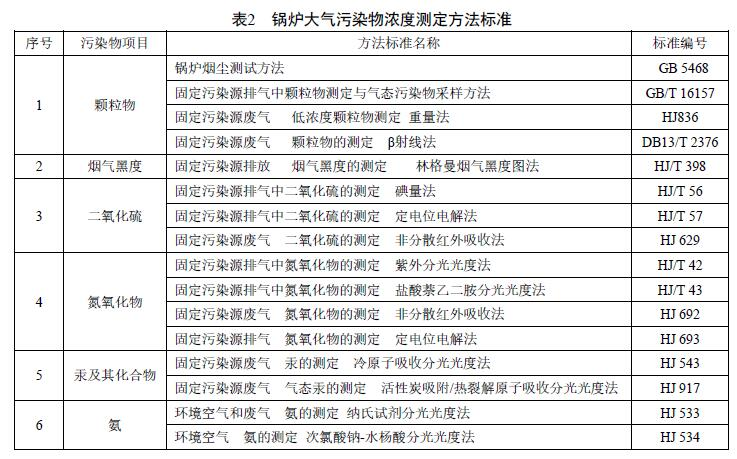 表2 锅炉大气污染物浓度测定方法标准
序号 污染物项目 方法标准名称 标准编号
1 颗粒物 锅炉烟尘测试方法 GB 5468
固定污染源排气中颗粒物测定与气态污染物采样方法 GB/T 16157
固定污染源废气 低浓度颗粒物测定 重量法 HJ836
固定污染源废气 颗粒物的测定 β射线法 DB13/T 2376
2 烟气黑度 固定污染源排放 烟气黑度的测定 林格曼烟气黑度图法 HJ/T 398
3 二氧化硫 固定污染源排气中二氧化硫的测定 碘量法 HJ/T 56
固定污染源排气中二氧化硫的测定 定电位电解法 HJ/T 57
固定污染源废气 二氧化硫的测定 非分散红外吸收法 HJ 629
4 氮氧化物 固定污染源排气中氮氧化物的测定 紫外分光光度法 HJ/T 42
固定污染源排气中氮氧化物的测定 盐酸萘乙二胺分光光度法 HJ/T 43
固定污染源废气 氮氧化物的测定 非分散红外吸收法 HJ 692
固定污染源排气 氮氧化物的测定 定电位电解法 HJ 693
5 汞及其化合物 固定污染源废气 汞的测定 冷原子吸收分光光度法 HJ 543
固定污染源废气 气态汞的测定 活性炭吸附/热裂解原子吸收分光光度法 HJ 917
6 氨 环境空气和废气 氨的测定 纳氏试剂分光光度法 HJ 533
环境空气 氨的测定 次氯酸钠-水杨酸分光光度法 HJ 534